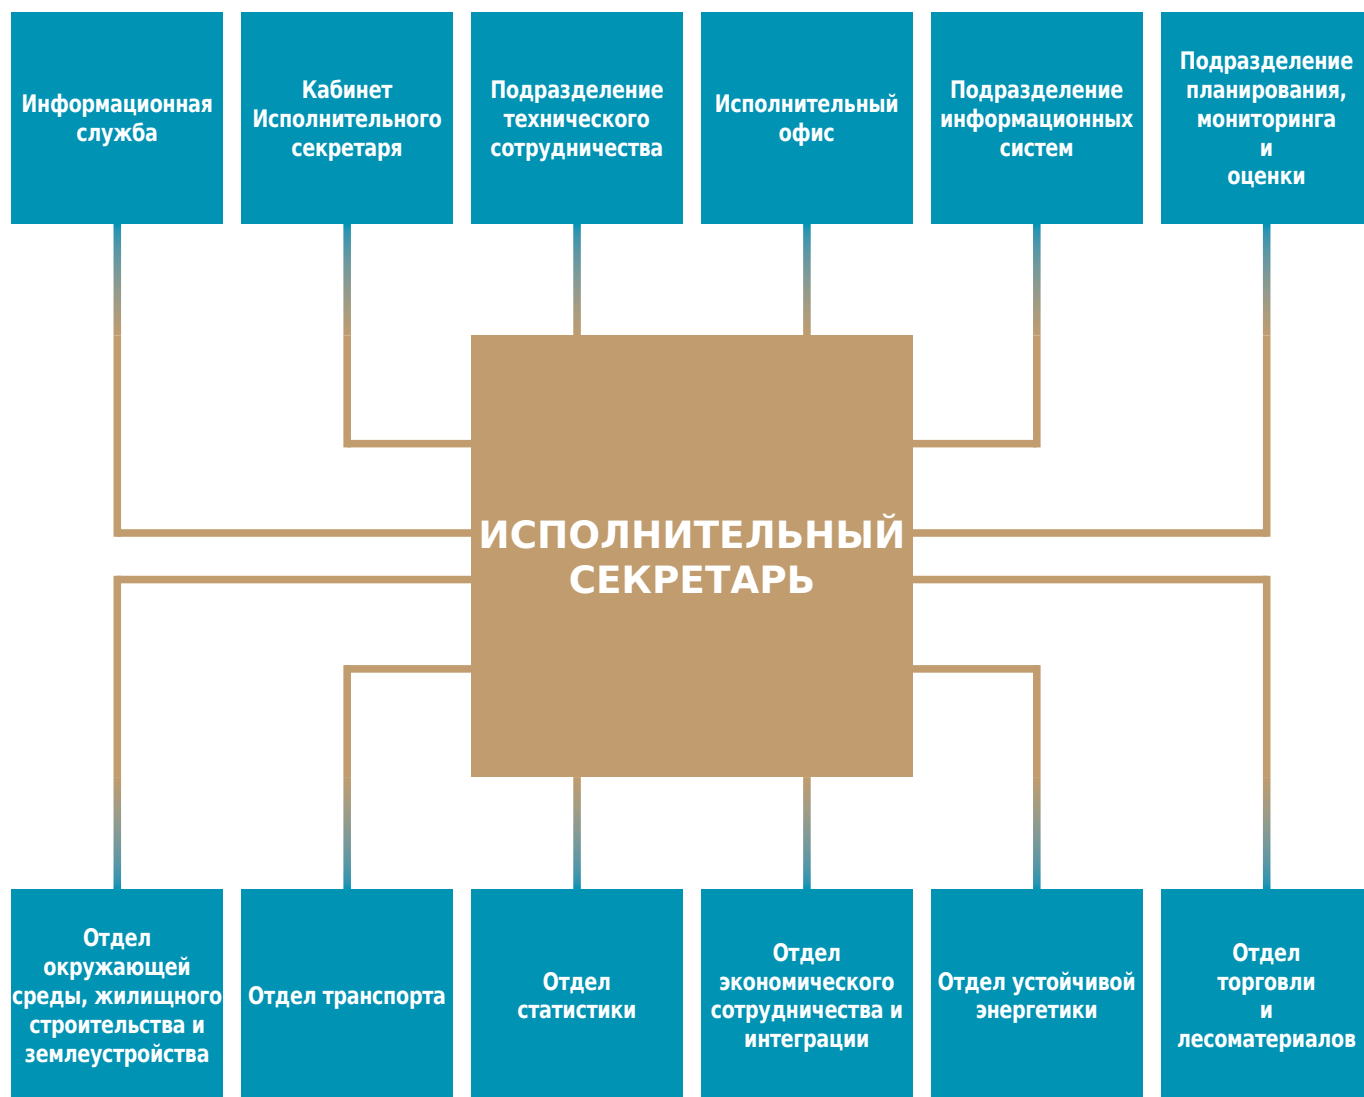 Информационная
служба
Кабинет
Исполнительного
секретаря
Подразделение
технического
сотрудничества
Исполнительный
офис
Подразделение
информационных
систем
Подразделение
планирования,
мониторинга
и
оценки
ИСПОЛНИТЕЛЬНЫЙ
СЕКРЕТАРЬ
Отдел
окружающей
среды, жилищного
строительства и
землеустройства
Отдел транспорта
Отдел
статистики
Отдел
экономического
сотрудничества и
интеграции
Отдел устойчивой
энергетики
Отдел
торговли
и
лесоматериалов